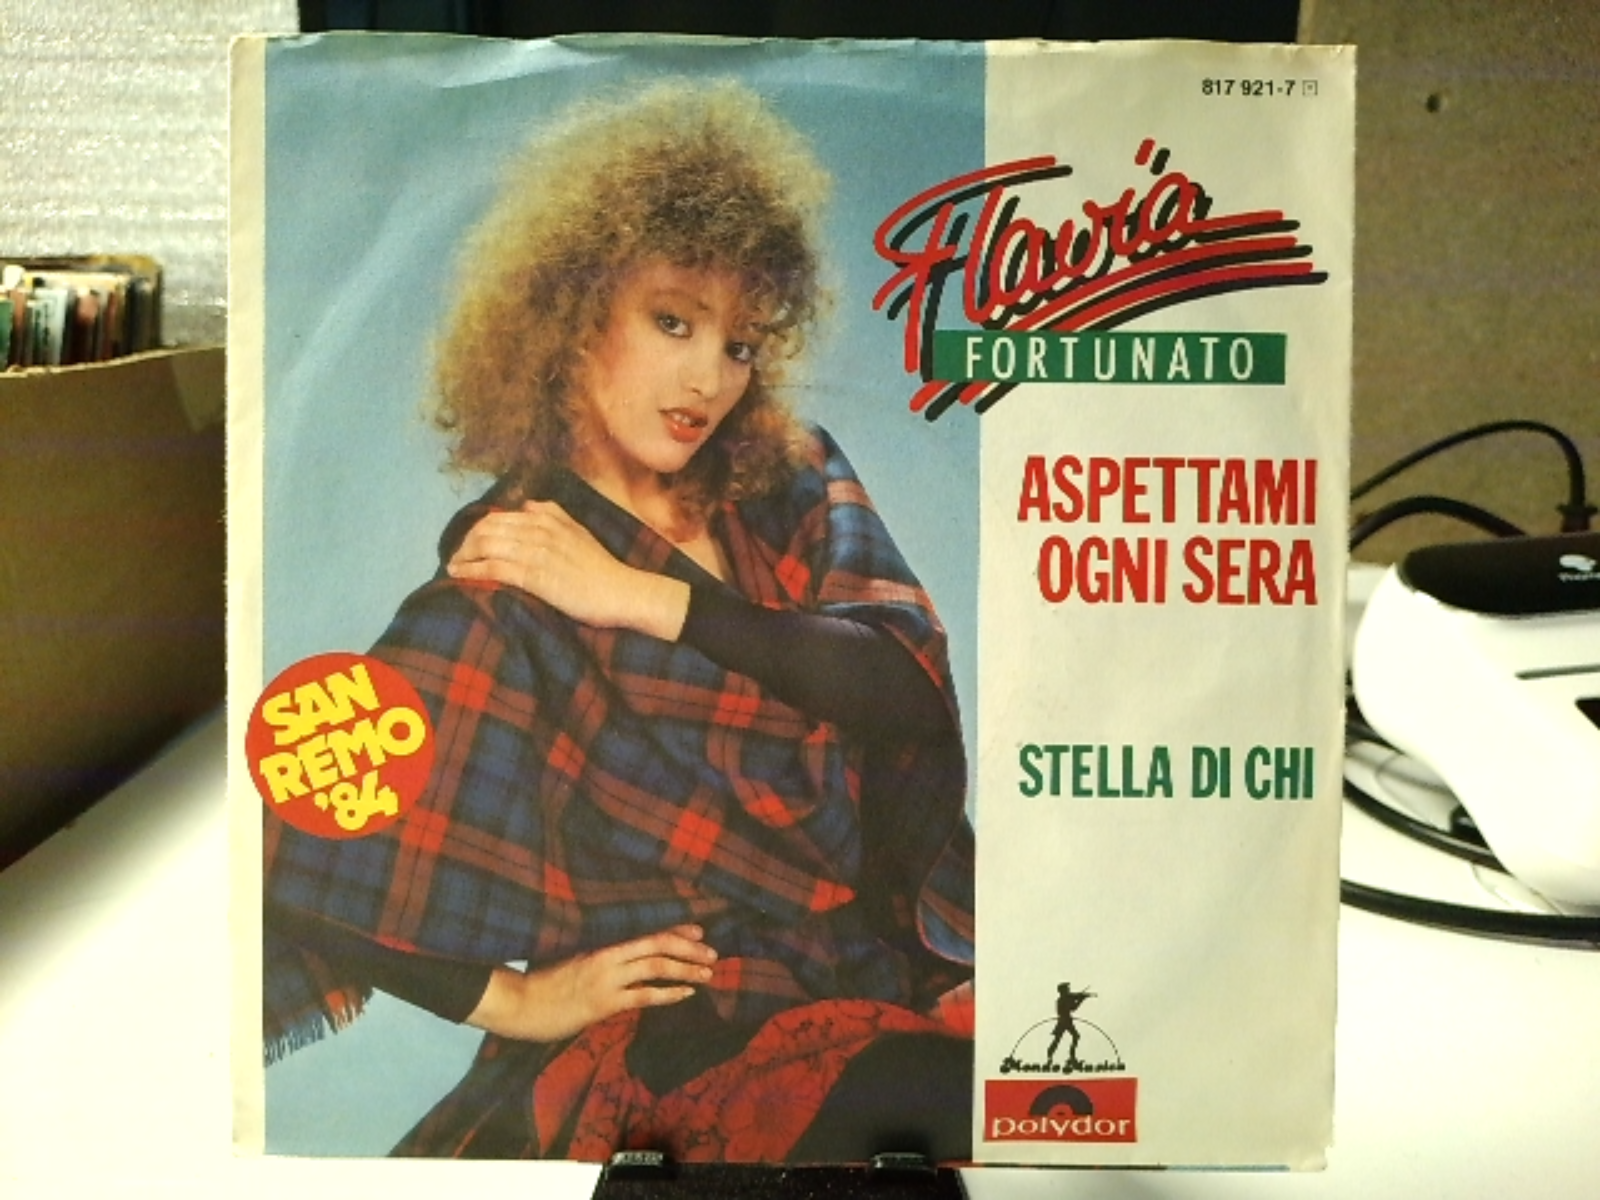 817 921-7
Flavia
FORTUNATO
ASPETTAMI
OGNI SERA
SAN
REMO
'84
STELLA DI CHI
Mondo Musica
polydor